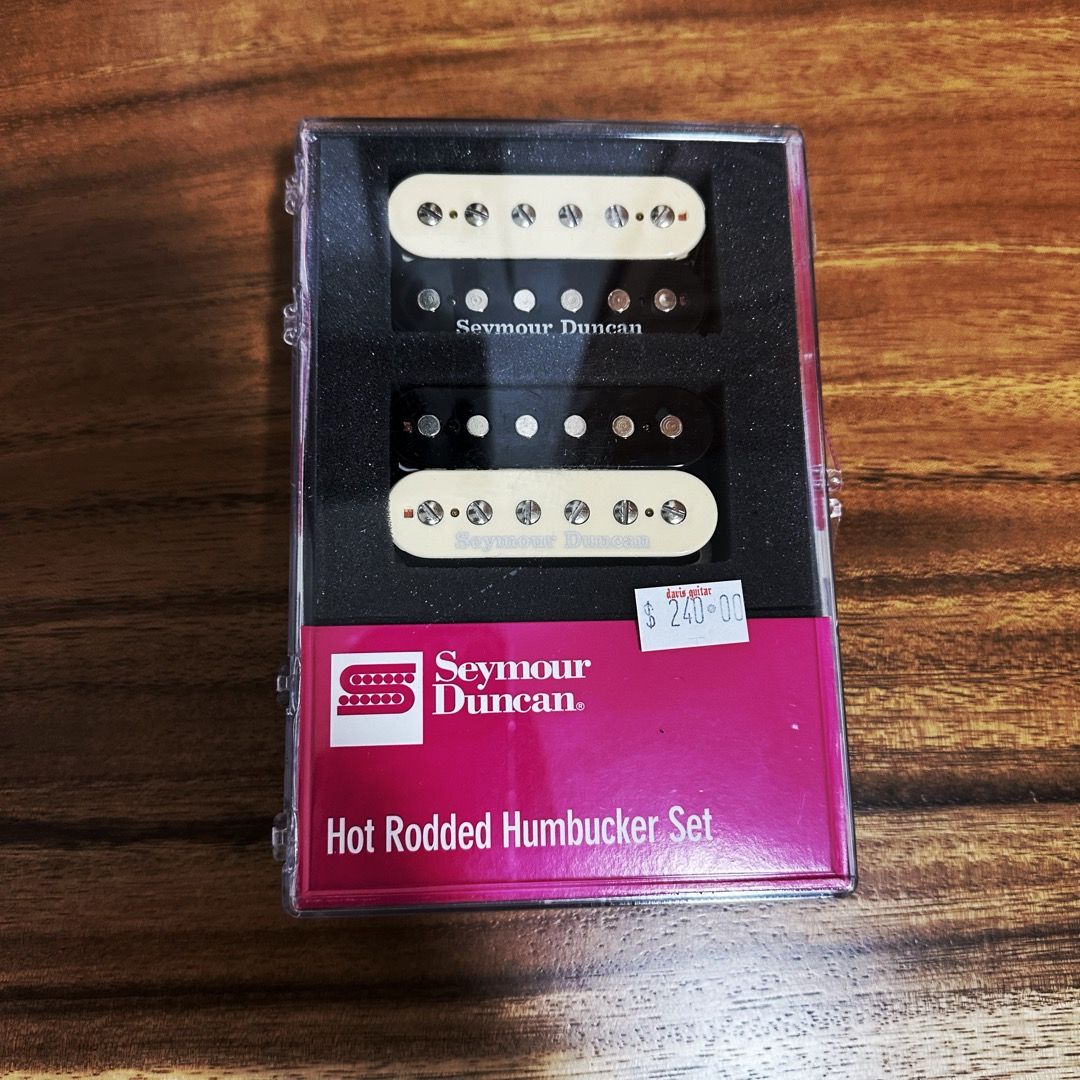 Seymour Duncan
Seymour Duncan
davis guitar
$ 240.00
Seymour
Duncan®
Hot Rodded Humbucker Set